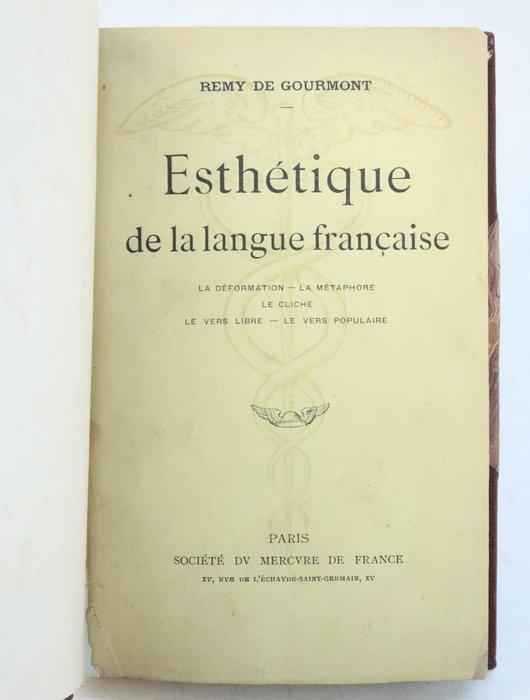 REMY DE GOURMONT
Esthétique
de la langue française
LA DÉFORMATION — LA MÉTAPHORE
LE CLICHÉ
LE VERS LIBRE — LE VERS POPULAIRE
PARIS
SOCIÉTÉ DV MERCVRE DE FRANCE
XV, RVE DE L'ÉCHAVDÉ-SAINT-GERMAIN, XV